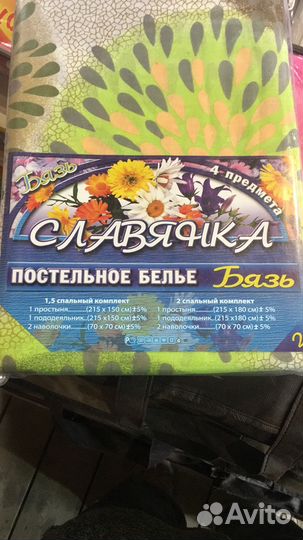 Бязь
4 предмета
СЛАВЯНКА
ПОСТЕЛЬНОЕ БЕЛЬЕ Бязь
1,5 спальный комплект
1 простыня......(215 х 150 см)±5%
1 пододеяльник..(215 х150 см)±5%
2 наволочки.......(70 х 70 см)±5%
2 спальный комплект
1 простыня......(215 х 180 см)± 5%
1 пододеяльник..(215 х180 см)± 5%
2 наволочки.......(70 х 70 см)± 5%
Avito